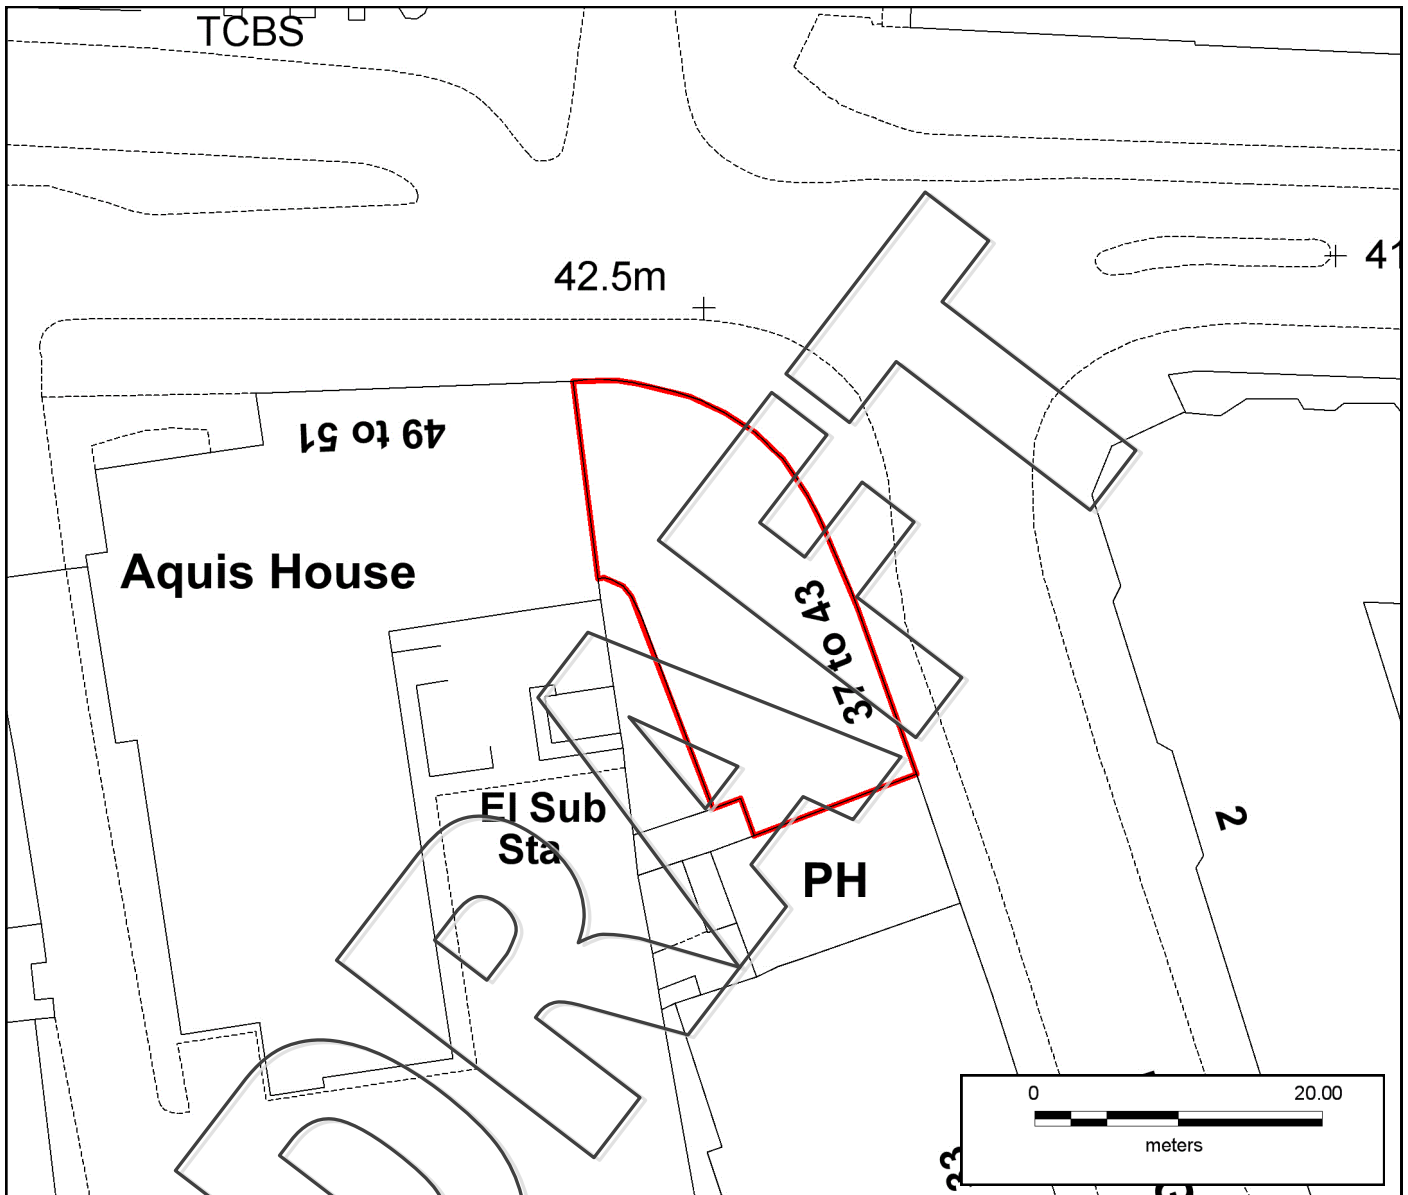 TCBS
42.5m
41
49 to 51
Aquis House
37 to 43
El Sub
Sta
PH
2
DRAFT
0
20.00
meters